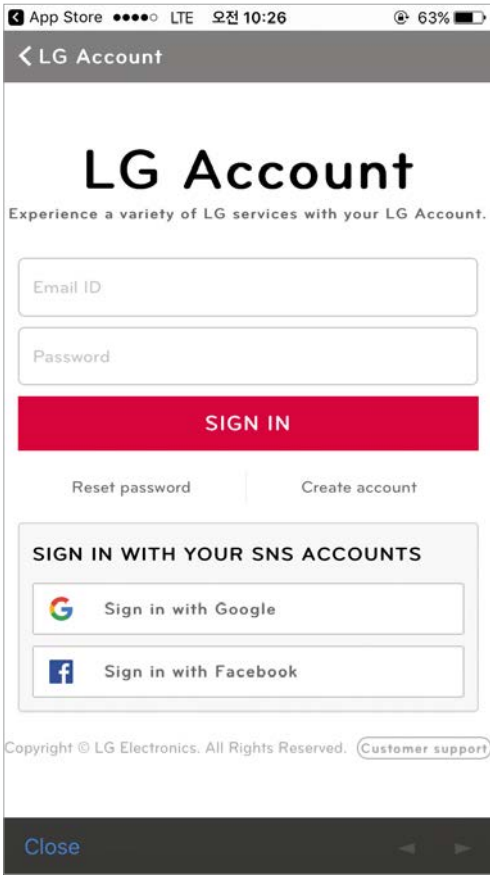 App Store LTE 오전 10:26 63%
LG Account
LG Account
Experience a variety of LG services with your LG Account.
Email ID
Password
SIGN IN
Reset password Create account
SIGN IN WITH YOUR SNS ACCOUNTS
Sign in with Google
Sign in with Facebook
Copyright © LG Electronics. All Rights Reserved. Customer support
Close